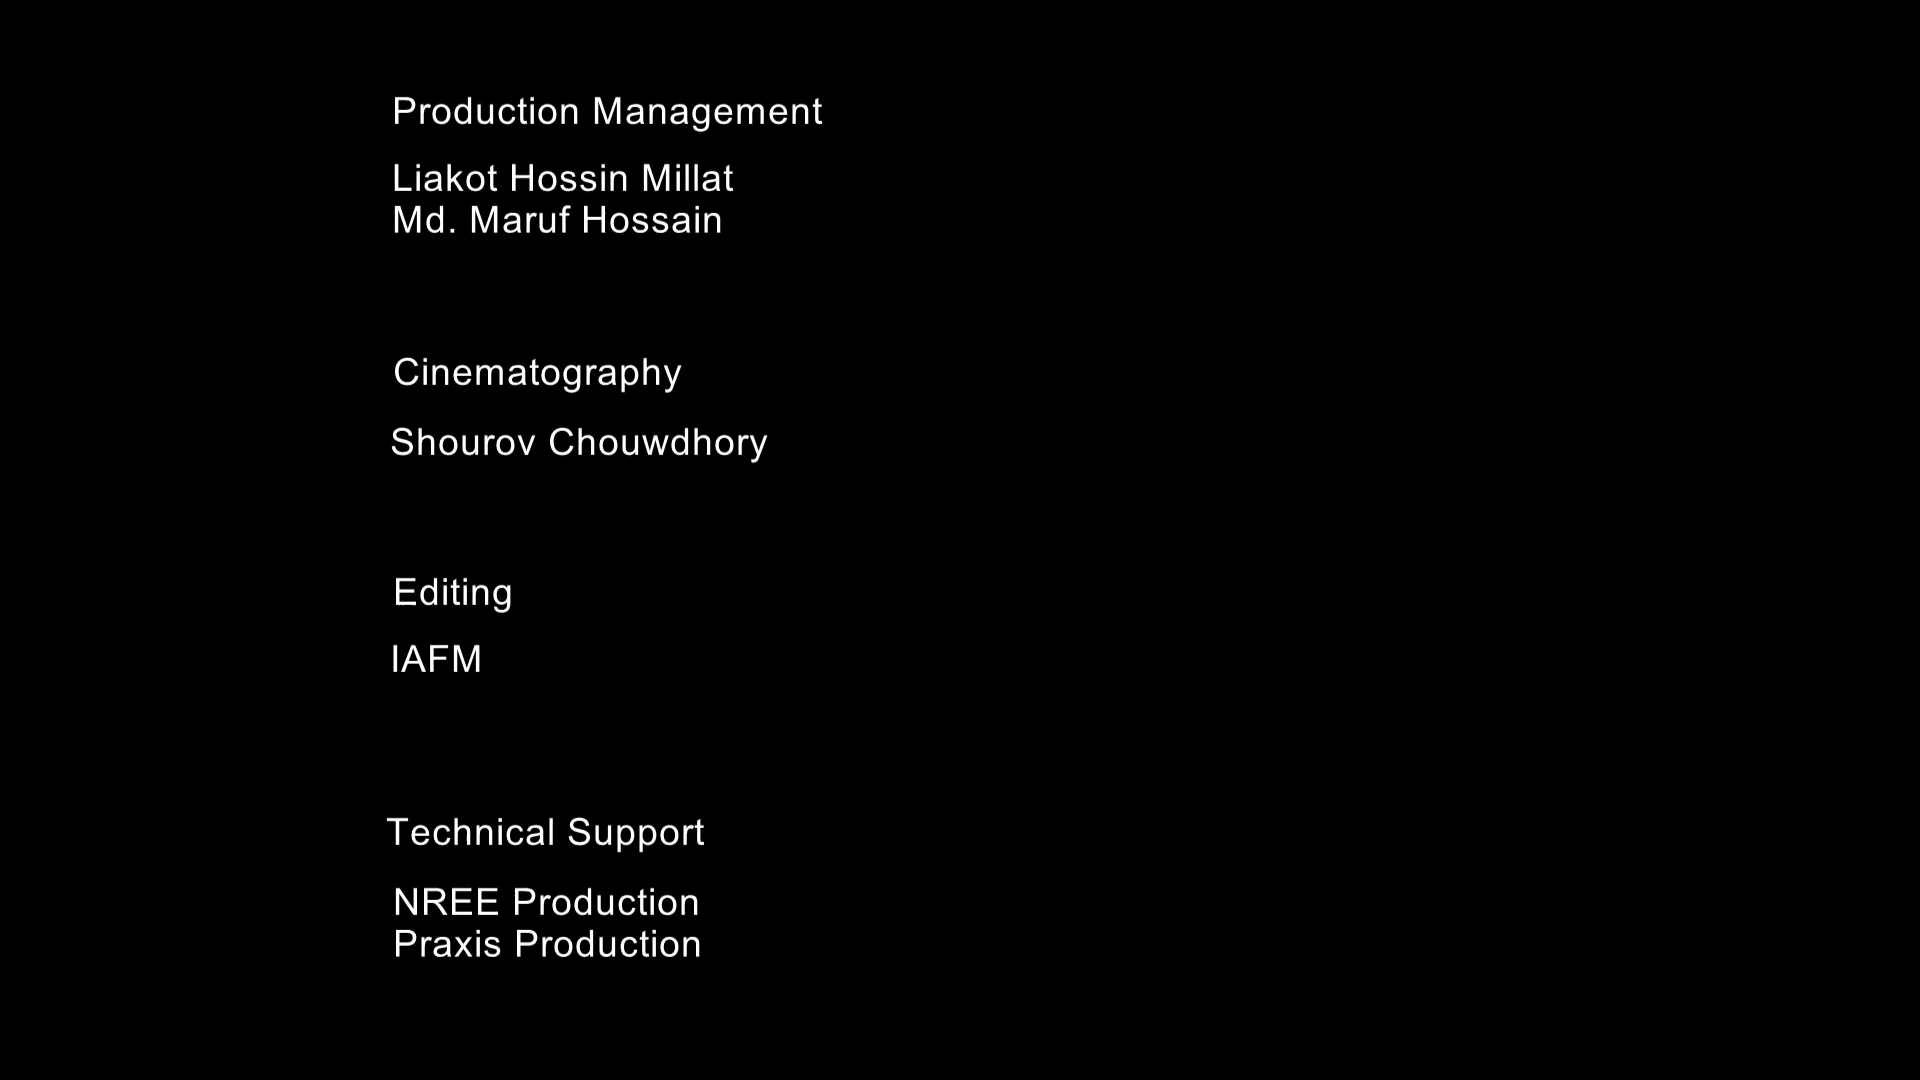 Production Management
Liakot Hossin Millat
Md. Maruf Hossain
Cinematography
Shourov Chouwdhory
Editing
IAFM
Technical Support
NREE Production
Praxis Production